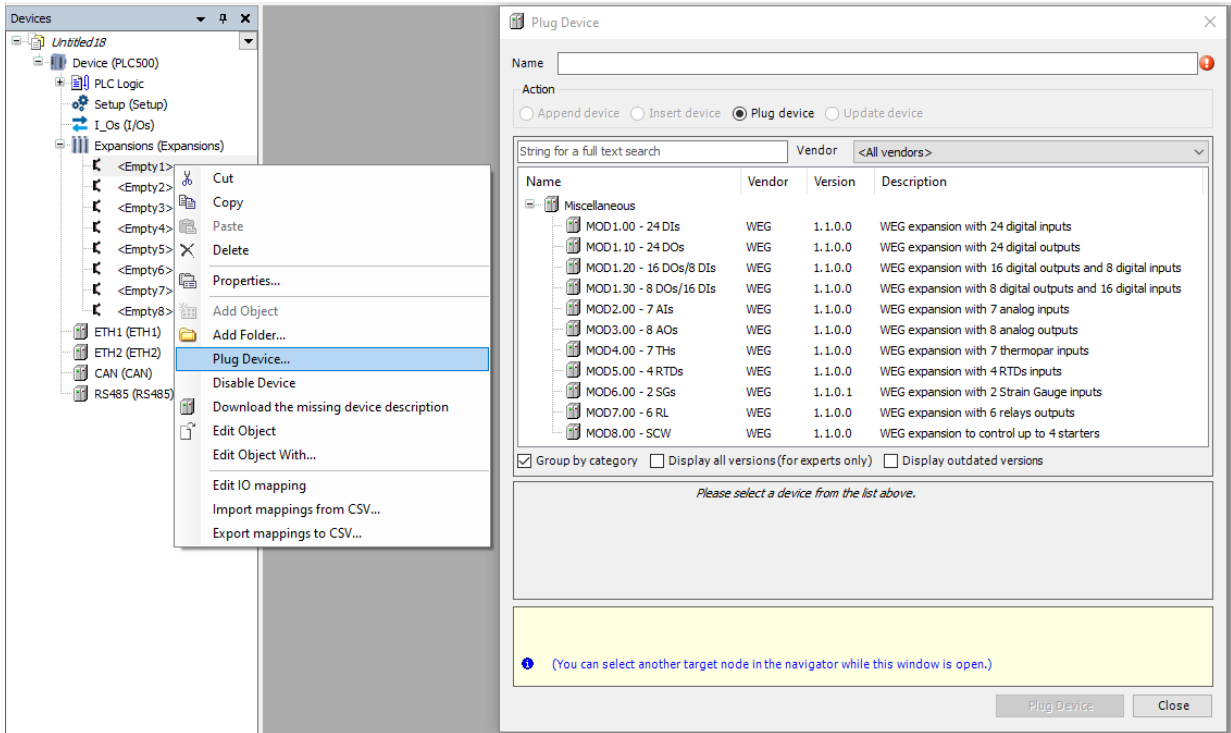 Devices
Untitled18
Device (PLC500)
PLC Logic
Setup (Setup)
I_Os (I/Os)
Expansions (Expansions)
<Empty1>
<Empty2>
<Empty3>
<Empty4>
<Empty5>
<Empty6>
<Empty7>
<Empty8>
ETH1 (ETH1)
ETH2 (ETH2)
CAN (CAN)
RS485 (RS485)
Cut
Copy
Paste
Delete
Properties...
Add Object
Add Folder...
Plug Device...
Disable Device
Download the missing device description
Edit Object
Edit Object With...
Edit IO mapping
Import mappings from CSV...
Export mappings to CSV...
Plug Device
Name
Action
Append device Insert device Plug device Update device
String for a full text search Vendor <All vendors>
Name Vendor Version Description
Miscellaneous
MOD1.00 - 24 DIs WEG 1.1.0.0 WEG expansion with 24 digital inputs
MOD1.10 - 24 DOs WEG 1.1.0.0 WEG expansion with 24 digital outputs
MOD1.20 - 16 DOs/8 DIs WEG 1.1.0.0 WEG expansion with 16 digital outputs and 8 digital inputs
MOD1.30 - 8 DOs/16 DIs WEG 1.1.0.0 WEG expansion with 8 digital outputs and 16 digital inputs
MOD2.00 - 7 AIs WEG 1.1.0.0 WEG expansion with 7 analog inputs
MOD3.00 - 8 AOs WEG 1.1.0.0 WEG expansion with 8 analog outputs
MOD4.00 - 7 THs WEG 1.1.0.0 WEG expansion with 7 thermopar inputs
MOD5.00 - 4 RTDs WEG 1.1.0.0 WEG expansion with 4 RTDs inputs
MOD6.00 - 2 SGs WEG 1.1.0.1 WEG expansion with 2 Strain Gauge inputs
MOD7.00 - 6 RL WEG 1.1.0.0 WEG expansion with 6 relays outputs
MOD8.00 - SCW WEG 1.1.0.0 WEG expansion to control up to 4 starters
Group by category Display all versions (for experts only) Display outdated versions
Please select a device from the list above.
(You can select another target node in the navigator while this window is open.)
Plug Device Close